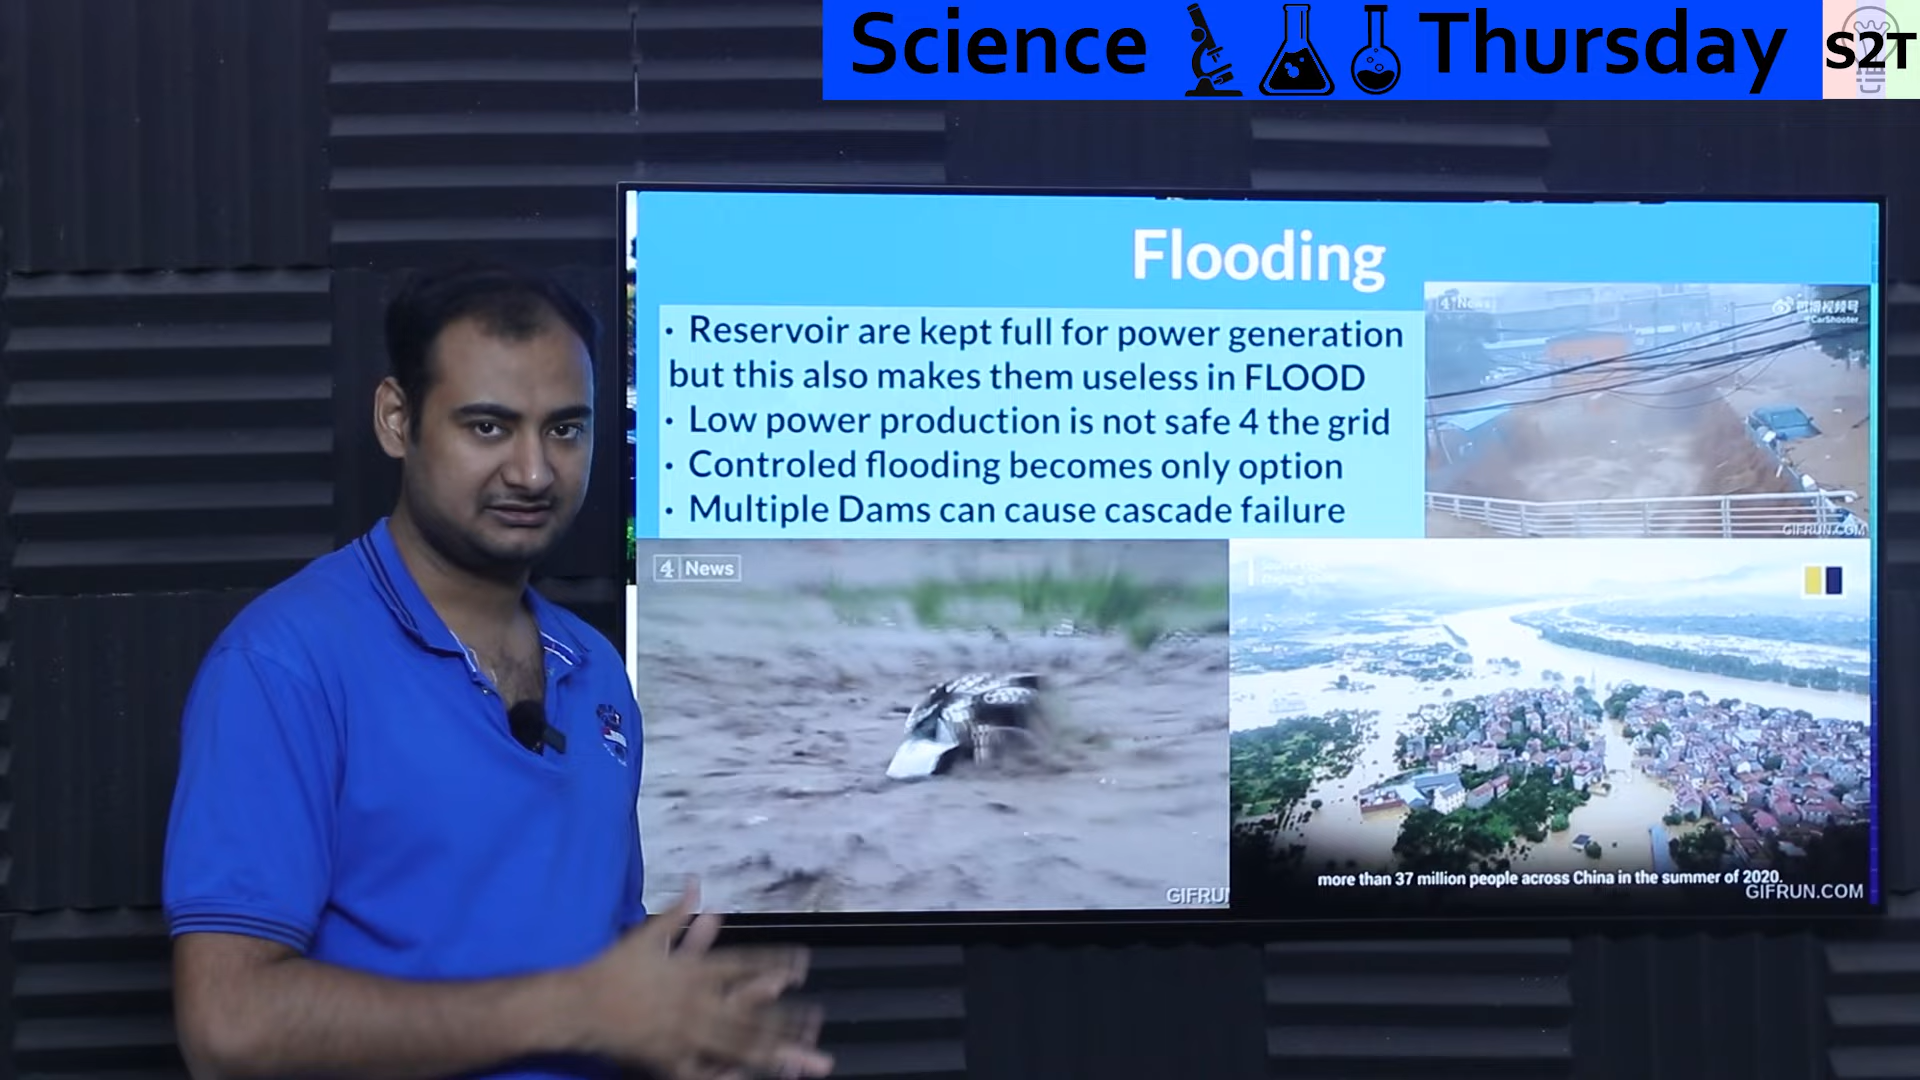 Science Thursday
S2T
Flooding
• Reservoir are kept full for power generation
but this also makes them useless in FLOOD
• Low power production is not safe 4 the grid
• Controled flooding becomes only option
• Multiple Dams can cause cascade failure
4 News
@CarShooter
GIFRUN.COM
4 News
GIFRU
more than 37 million people across China in the summer of 2020.
GIFRUN.COM